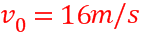 v₀ = 16m/s